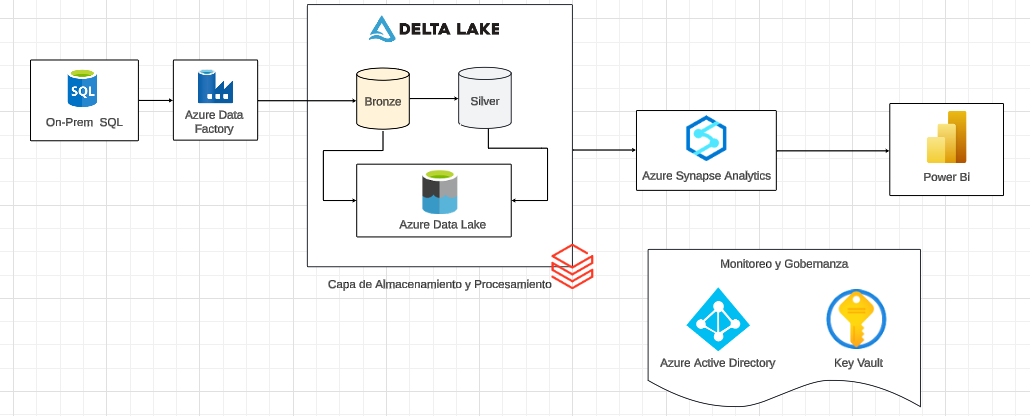 DELTA LAKE
SQL
On-Prem SQL
Azure Data
Factory
Bronze
Silver
Azure Data Lake
Capa de Almacenamiento y Procesamiento
Azure Synapse Analytics
Power Bi
Monitoreo y Gobernanza
Azure Active Directory
Key Vault